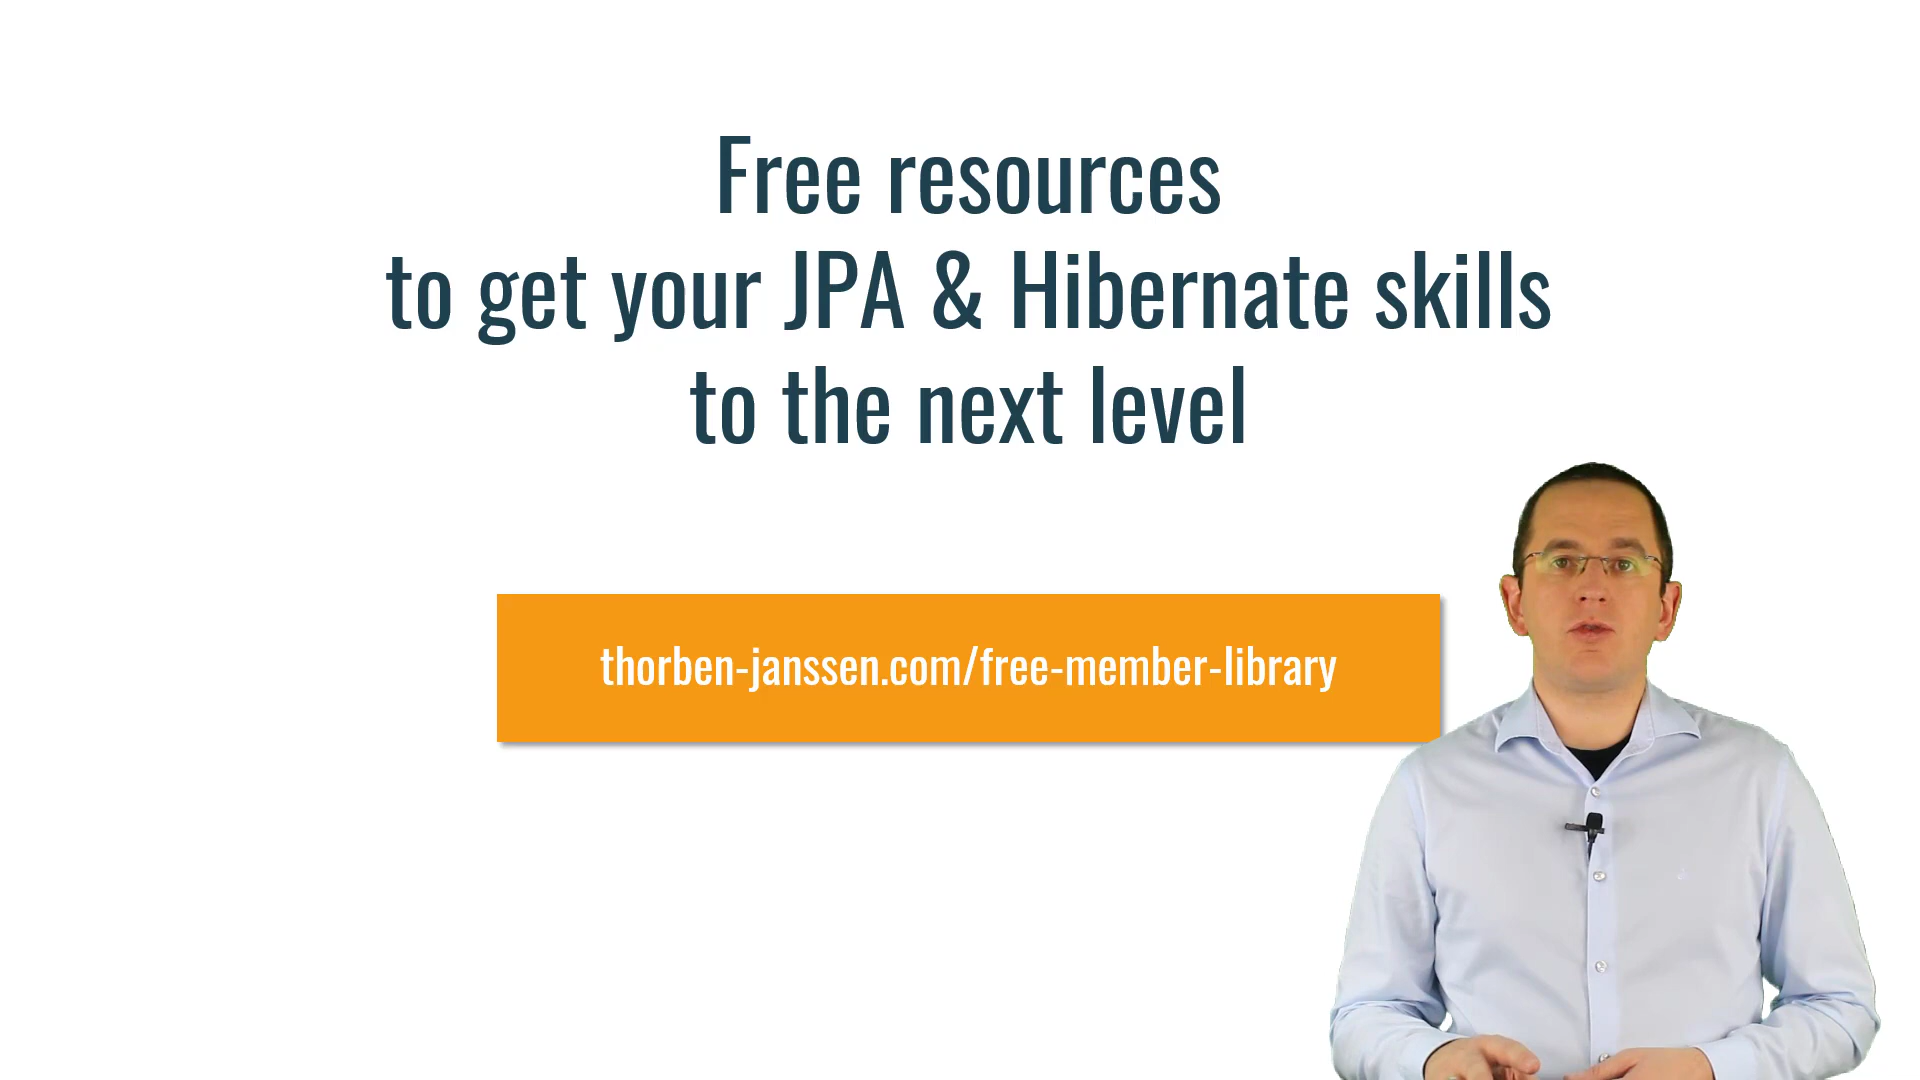 Free resources
to get your JPA & Hibernate skills
to the next level
thorben-janssen.com/free-member-library